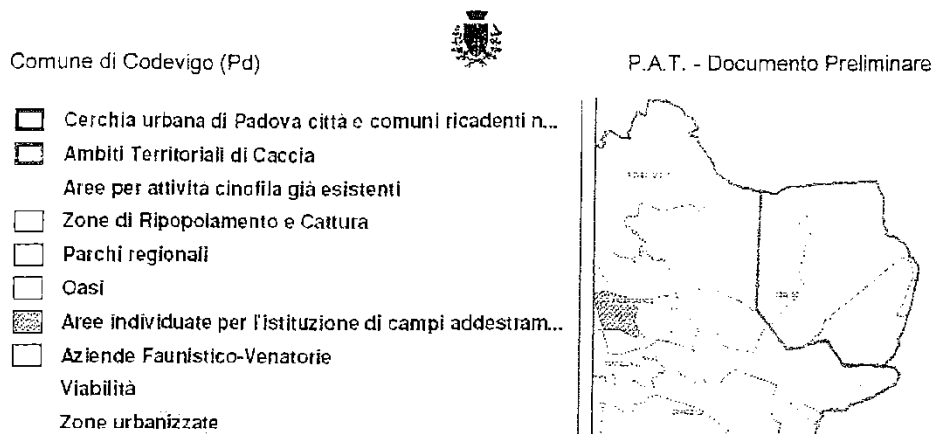 Comune di Codevigo (Pd)
P.A.T. - Documento Preliminare
Cerchia urbana di Padova città e comuni ricadenti n...
Ambiti Territoriali di Caccia
Aree per attività cinofila già esistenti
Zone di Ripopolamento e Cattura
Parchi regionali
Oasi
Aree individuate per l'istituzione di campi addestram...
Aziende Faunistico-Venatorie
Viabilità
Zone urbanizzate